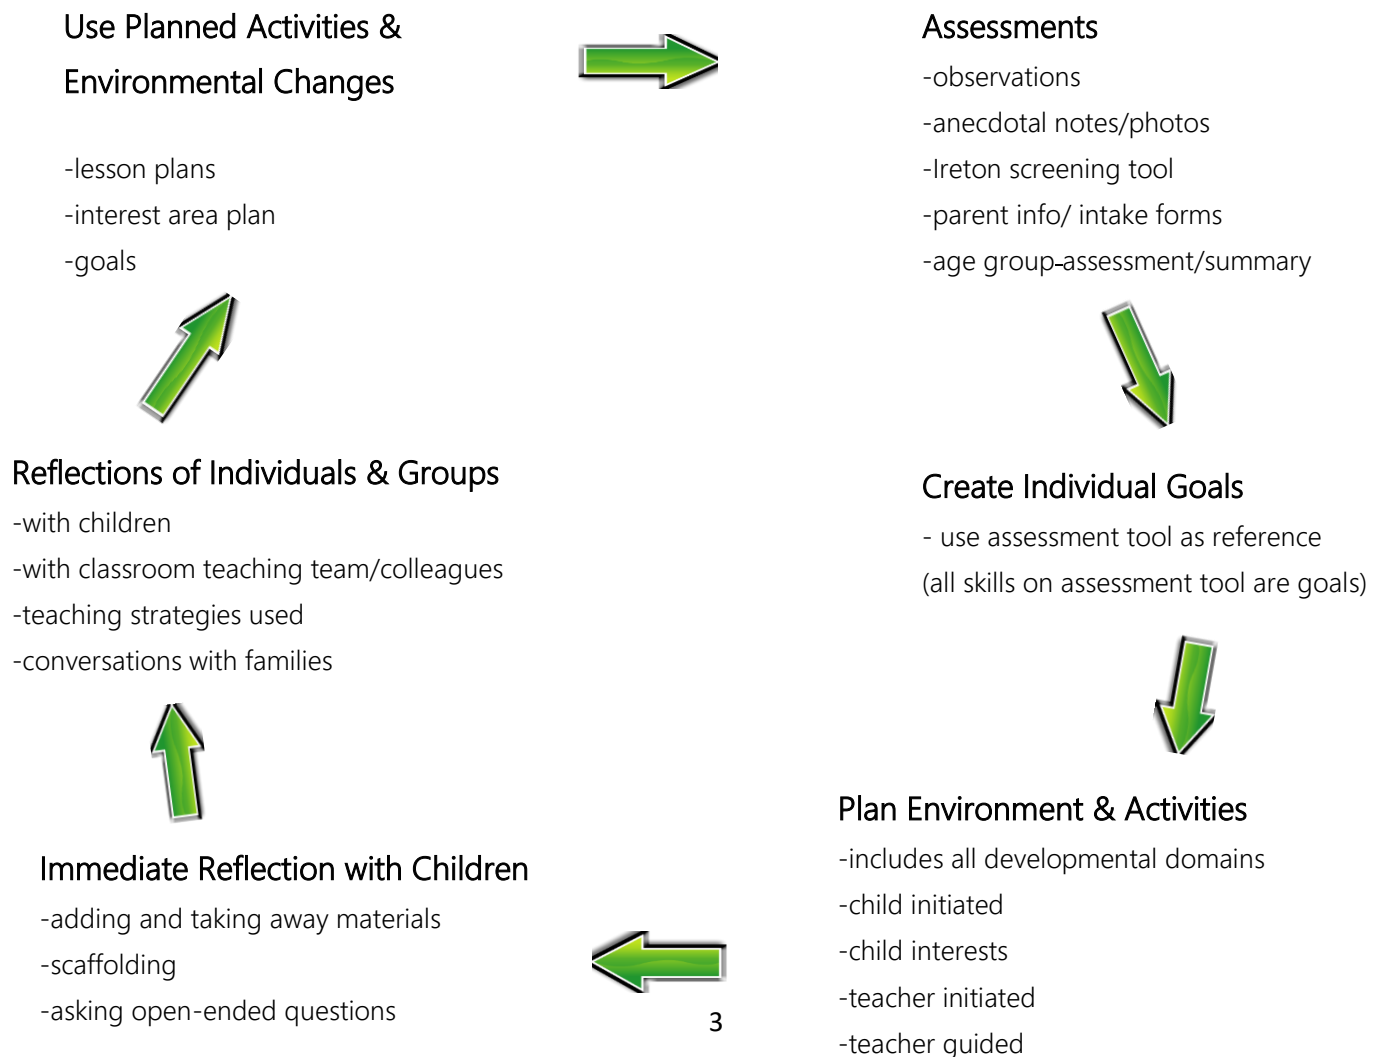 Use Planned Activities &
Environmental Changes
-lesson plans
-interest area plan
-goals
Assessments
-observations
-anecdotal notes/photos
-Ireton screening tool
-parent info/ intake forms
-age group-assessment/summary
Create Individual Goals
- use assessment tool as reference
(all skills on assessment tool are goals)
Plan Environment & Activities
-includes all developmental domains
-child initiated
-child interests
-teacher initiated
-teacher guided
Immediate Reflection with Children
-adding and taking away materials
-scaffolding
-asking open-ended questions
Reflections of Individuals & Groups
-with children
-with classroom teaching team/colleagues
-teaching strategies used
-conversations with families
3